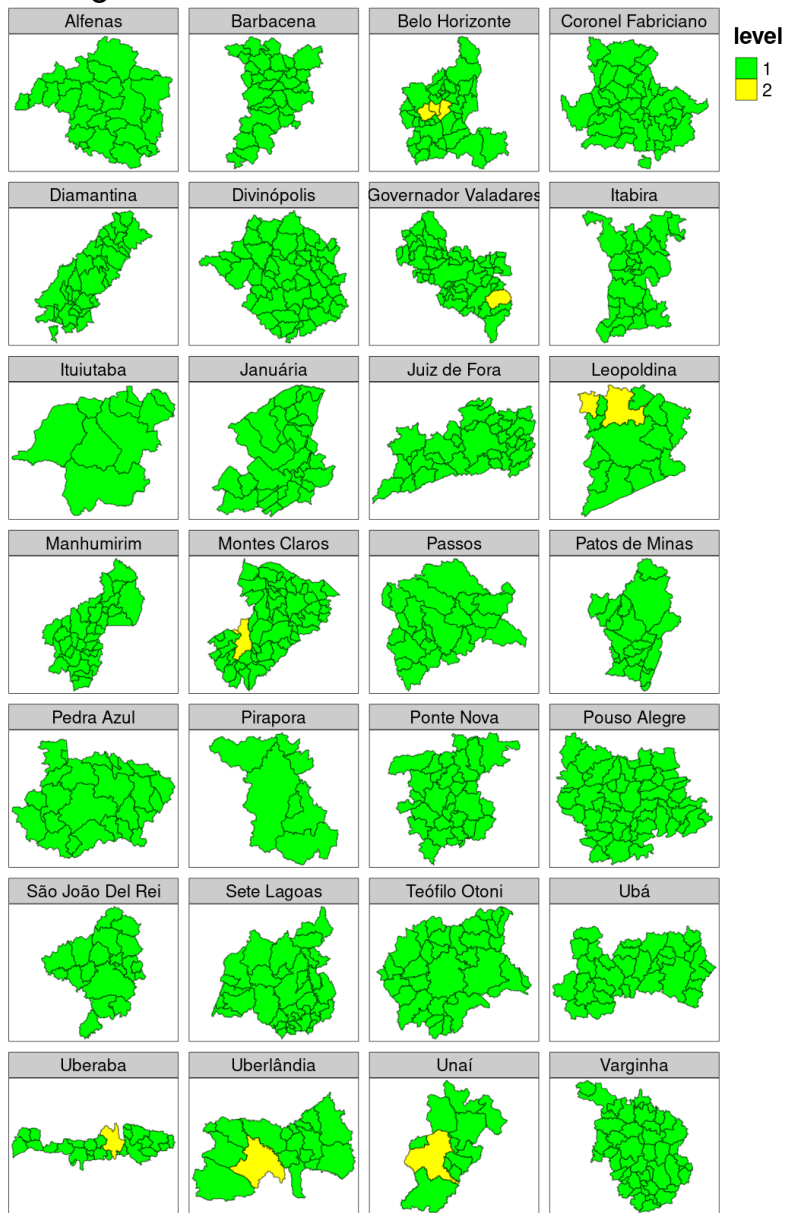 Alfenas
Barbacena
Belo Horizonte
Coronel Fabriciano
level
1
2
Diamantina
Divinópolis
Governador Valadares
Itabira
Ituiutaba
Januária
Juiz de Fora
Leopoldina
Manhumirim
Montes Claros
Passos
Patos de Minas
Pedra Azul
Pirapora
Ponte Nova
Pouso Alegre
São João Del Rei
Sete Lagoas
Teófilo Otoni
Ubá
Uberaba
Uberlândia
Unaí
Varginha